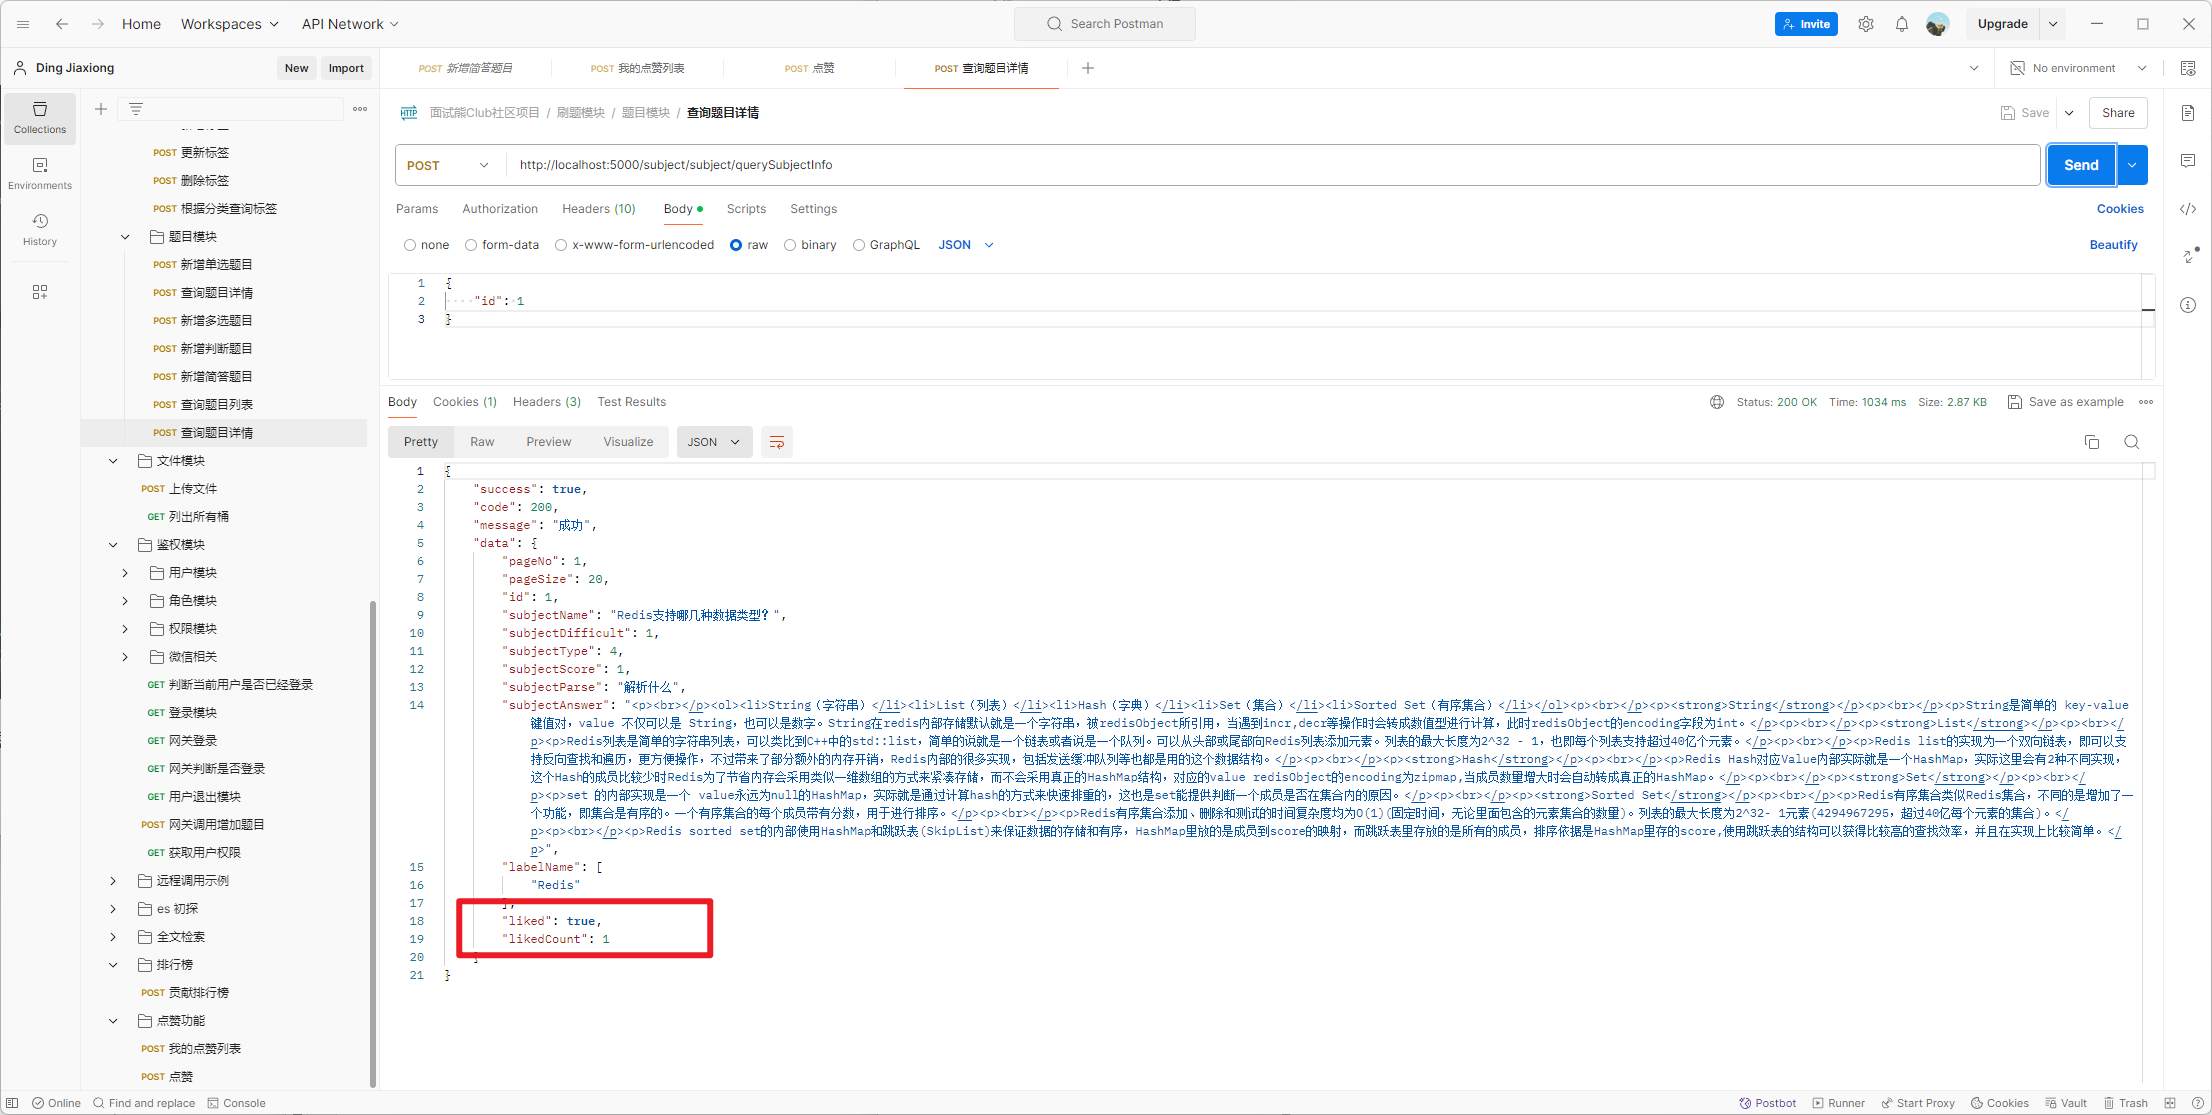 Home
Workspaces
API Network
Search Postman
Invite
Upgrade
Ding Jiaxiong
New
Import
POST 新增简答题目
POST 我的点赞列表
POST 点赞
POST 查询题目详情
No environment
Collections
Environments
History
POST 更新标签
POST 删除标签
POST 根据分类查询标签
题目模块
POST 新增单选题目
POST 查询题目详情
POST 新增多选题目
POST 新增判断题目
POST 新增简答题目
POST 查询题目列表
POST 查询题目详情
文件模块
POST 上传文件
GET 列出所有桶
鉴权模块
用户模块
角色模块
权限模块
微信相关
GET 判断当前用户是否已经登录
GET 登录模块
GET 网关登录
GET 网关判断是否登录
GET 用户退出模块
POST 网关调用增加题目
GET 获取用户权限
远程调用示例
es 初探
全文检索
排行榜
POST 贡献排行榜
点赞功能
POST 我的点赞列表
POST 点赞
HTTP 面试熊Club社区项目 / 刷题模块 / 题目模块 / 查询题目详情
Save
Share
POST http://localhost:5000/subject/subject/querySubjectInfo
Send
Params Authorization Headers (10) Body Scripts Settings
Cookies
none form-data x-www-form-urlencoded raw binary GraphQL JSON
Beautify
1 {
2 "id": 1
3 }
Body Cookies (1) Headers (3) Test Results
Status: 200 OK Time: 1034 ms Size: 2.87 KB Save as example
Pretty Raw Preview Visualize JSON
1 {
2 "success": true,
3 "code": 200,
4 "message": "成功",
5 "data": {
6 "pageNo": 1,
7 "pageSize": 20,
8 "id": 1,
9 "subjectName": "Redis支持哪几种数据类型？",
10 "subjectDifficult": 1,
11 "subjectType": 4,
12 "subjectScore": 1,
13 "subjectParse": "解析什么",
14 "subjectAnswer": "<p><br></p><ol><li>String（字符串）</li><li>List（列表）</li><li>Hash（字典）</li><li>Set（集合）</li><li>Sorted Set（有序集合）</li></ol><p><br></p><p><strong>String</strong></p><p><br></p><p>String是简单的 key-value
键值对，value 不仅可以是 String，也可以是数字。String在redis内部存储默认就是一个字符串，被redisObject所引用，当遇到incr,decr等操作时会转成数值型进行计算，此时redisObject的encoding字段为int。</p><p><br></p><p><strong>List</strong></p><p><br></
p><p>Redis列表是简单的字符串列表，可以类比到C++中的std::list，简单的说就是一个链表或者说是一个队列。可以从头部或尾部向Redis列表添加元素。列表的最大长度为2^32 - 1，也即每个列表支持超过40亿个元素。</p><p><br></p><p>Redis list的实现为一个双向链表，即可以支
持反向查找和遍历，更方便操作，不过带来了部分额外的内存开销，Redis内部的很多实现，包括发送缓冲队列等也都是用的这个数据结构。</p><p><br></p><p><strong>Hash</strong></p><p><br></p><p>Redis Hash对应Value内部实际就是一个HashMap，实际这里会有2种不同实现，
这个Hash的成员比较少时Redis为了节省内存会采用类似一维数组的方式来紧凑存储，而不会采用真正的HashMap结构，对应的value redisObject的encoding为zipmap,当成员数量增大时会自动转成真正的HashMap。</p><p><br></p><p><strong>Set</strong></p><p><br></
p><p>set 的内部实现是一个 value永远为null的HashMap，实际就是通过计算hash的方式来快速排重的，这也是set能提供判断一个成员是否在集合内的原因。</p><p><br></p><p><strong>Sorted Set</strong></p><p><br></p><p>Redis有序集合类似Redis集合，不同的是增加了一
个功能，即集合是有序的。一个有序集合的每个成员带有分数，用于进行排序。</p><p><br></p><p>Redis有序集合添加、删除和测试的时间复杂度均为O(1)(固定时间，无论里面包含的元素集合的数量)。列表的最大长度为2^32- 1元素(4294967295，超过40亿每个元素的集合)。</
p><p><br></p><p>Redis sorted set的内部使用HashMap和跳跃表(SkipList)来保证数据的存储和有序，HashMap里放的是成员到score的映射，而跳跃表里存放的是所有的成员，排序依据是HashMap里存的score,使用跳跃表的结构可以获得比较高的查找效率，并且在实现上比较简单。</
p>",
15 "labelName": [
16 "Redis"
17 ],
18 "liked": true,
19 "likedCount": 1
20 }
21 }
Online
Find and replace
Console
Postbot
Runner
Start Proxy
Cookies
Vault
Trash